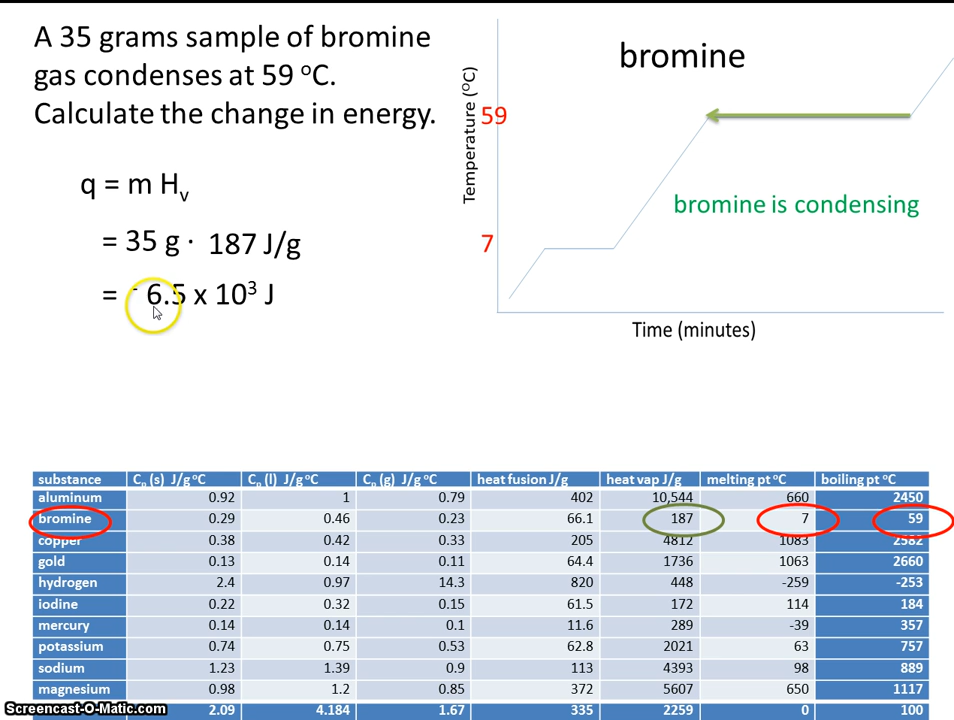 A 35 grams sample of bromine
gas condenses at 59 ºC.
Calculate the change in energy.
q = m Hᵥ
= 35 g · 187 J/g
= - 6.5 x 10³ J
bromine
Temperature (ºC)
59
bromine is condensing
7
Time (minutes)
substance Cₚ (s) J/g ºC Cₚ (l) J/g ºC Cₚ (g) J/g ºC heat fusion J/g heat vap J/g melting pt ºC boiling pt ºC
aluminum 0.92 1 0.79 402 10,544 660 2450
bromine 0.29 0.46 0.23 66.1 187 7 59
copper 0.38 0.42 0.33 205 4812 1083 2582
gold 0.13 0.14 0.11 64.4 1736 1063 2660
hydrogen 2.4 0.97 14.3 820 448 -259 -253
iodine 0.22 0.32 0.15 61.5 172 114 184
mercury 0.14 0.14 0.1 11.6 289 -39 357
potassium 0.74 0.75 0.53 62.8 2021 63 757
sodium 1.23 1.39 0.9 113 4393 98 889
magnesium 0.98 1.2 0.85 372 5607 650 1117
2.09 4.184 1.67 335 2259 0 100
Screencast-O-Matic.com